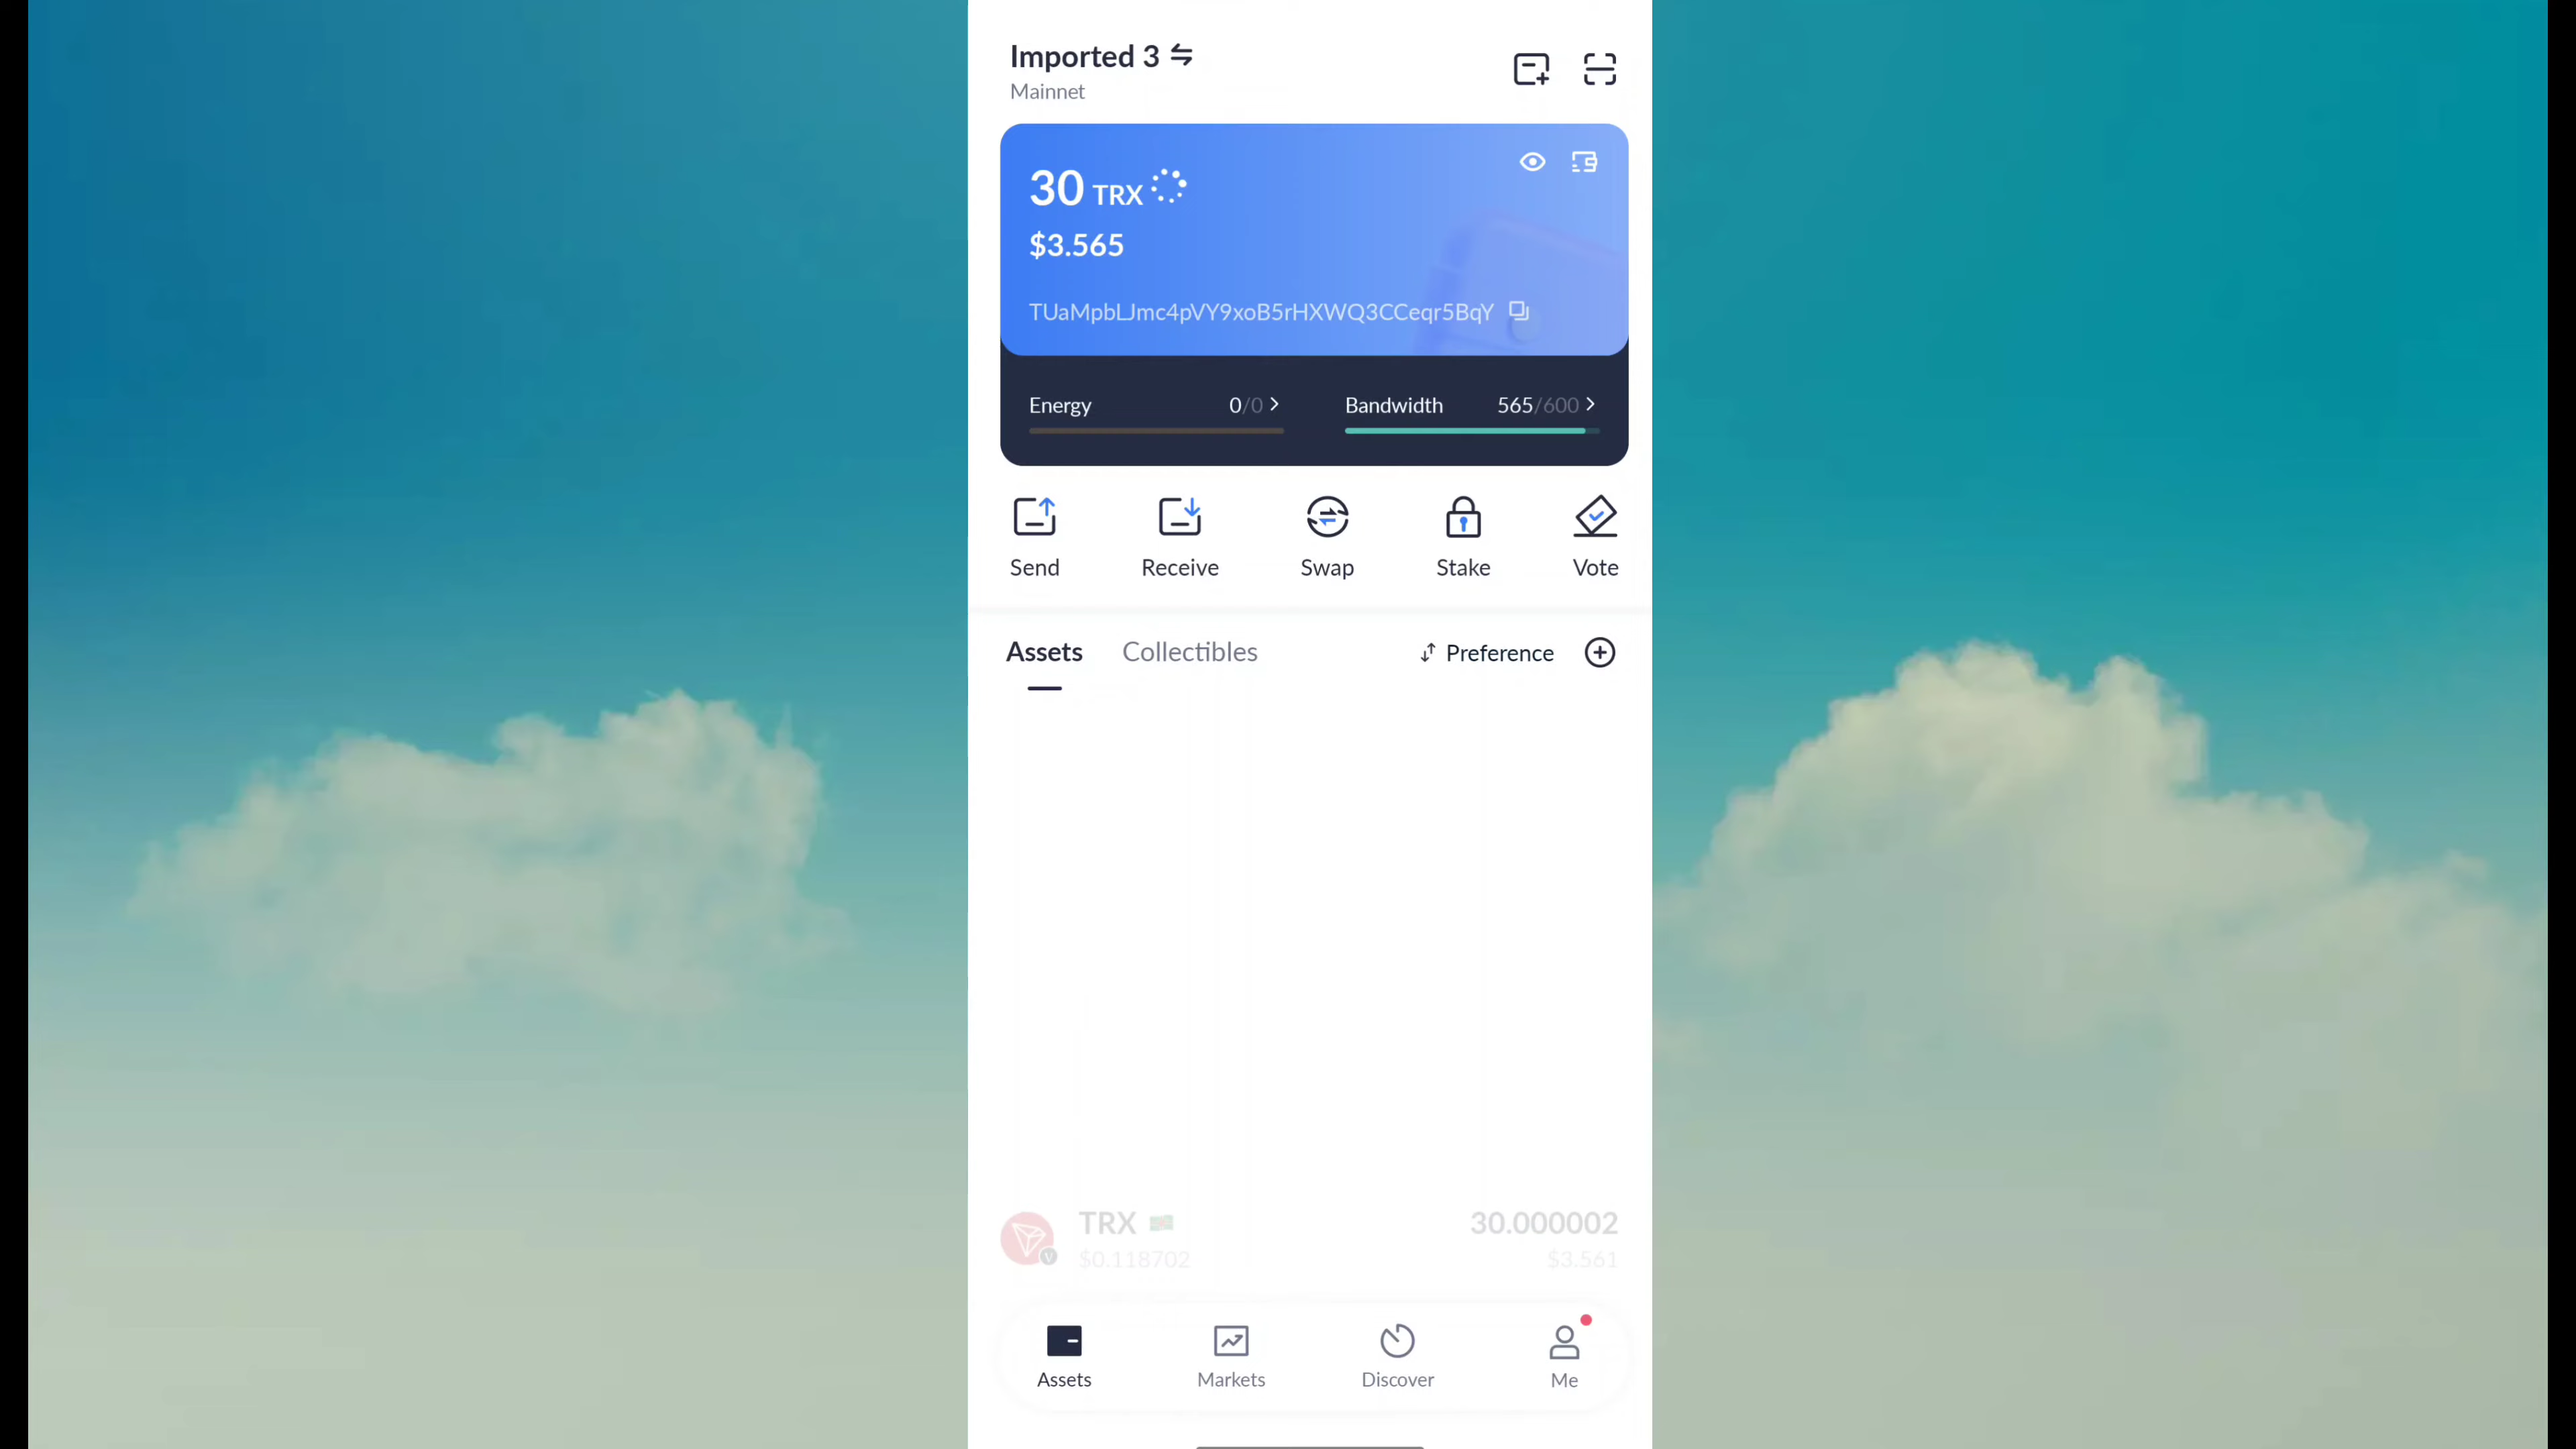 Imported 3
Mainnet
30 TRX
$3.565
TUaMpbLJmc4pVY9xoB5rHXWQ3CCeqr5BqY
Energy 0/0
Bandwidth 565/600
Send
Receive
Swap
Stake
Vote
Assets
Collectibles
Preference
TRX
30.000002
$0.118702
$3.561
Assets
Markets
Discover
Me